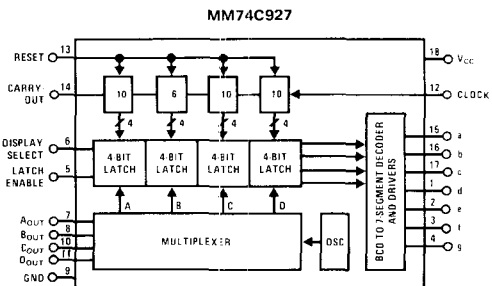 MM74C927
RESET 13
18 VCC
CARRY-OUT 14
10 6 10 10
12 CLOCK
4 4 4 4
DISPLAY SELECT 6
LATCH ENABLE 5
4-BIT LATCH 4-BIT LATCH 4-BIT LATCH 4-BIT LATCH
BCD TO 7-SEGMENT DECODER AND DRIVERS
15 a
16 b
17 c
1 d
2 e
3 f
4 g
A B C D
AOUT 7
BOUT 8
COUT 10
DOUT 11
MULTIPLEXER
OSC
GND 9